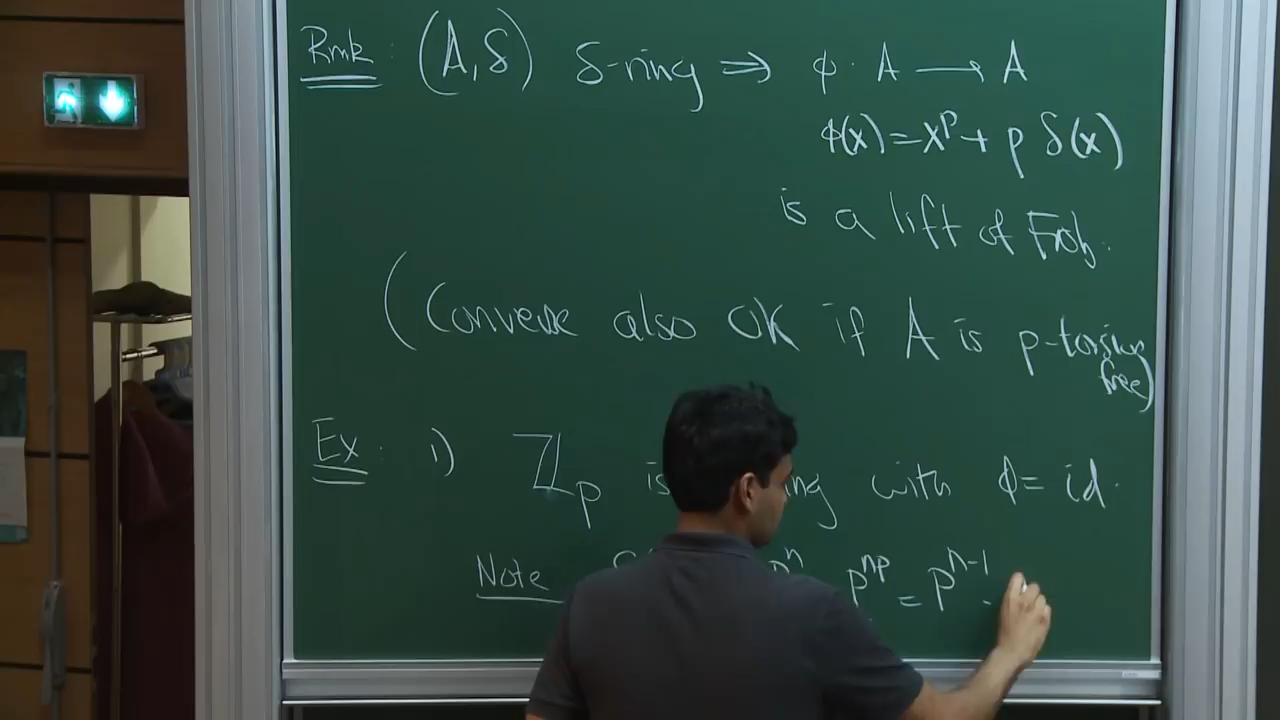 Rmk: (A, δ) δ-ring ⇒ ϕ: A → A
ϕ(x) = x^p + p δ(x)
is a lift of Frob.
(Converse also OK if A is p-torsion
free)
Ex: 1) ℤ_p is ring with ϕ = id.
Note p^n p^{np} = p^{n-1}